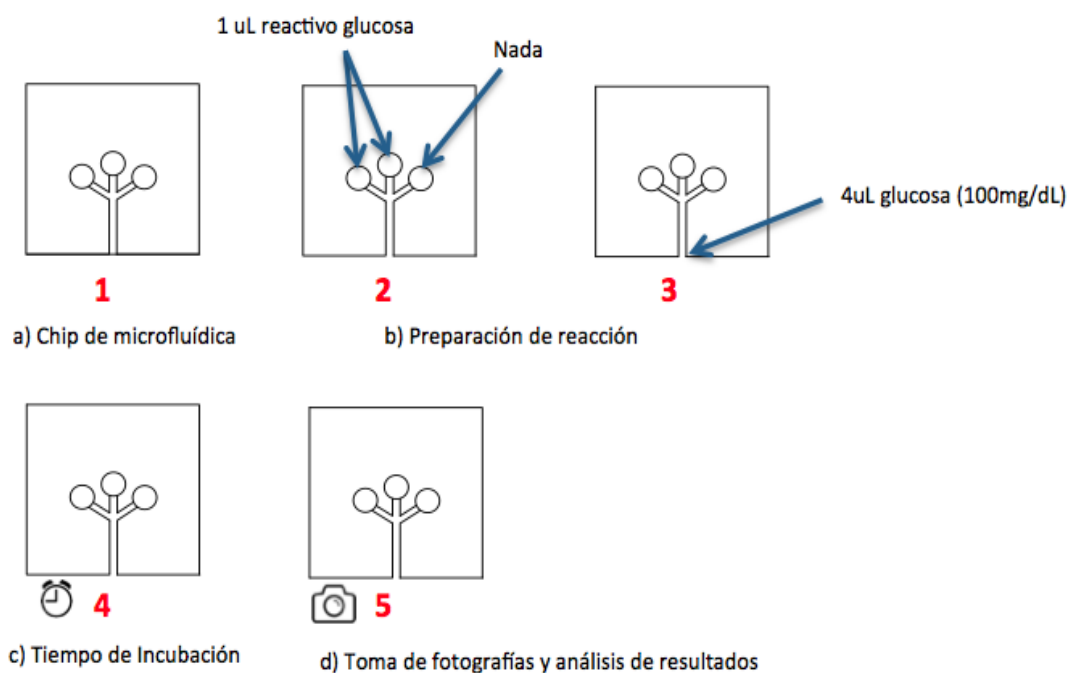 1 uL reactivo glucosa
Nada
4uL glucosa (100mg/dL)
1
2
3
a) Chip de microfluídica
b) Preparación de reacción
4
5
c) Tiempo de Incubación
d) Toma de fotografías y análisis de resultados